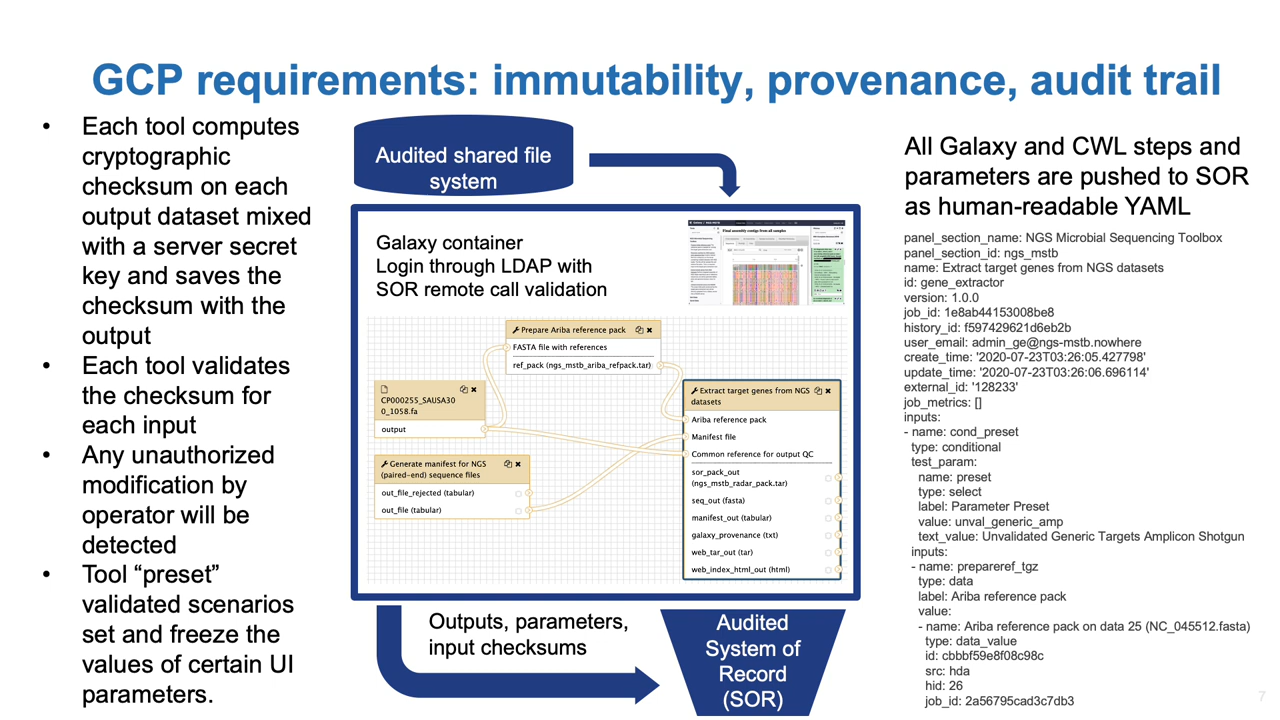 GCP requirements: immutability, provenance, audit trail
• Each tool computes
cryptographic
checksum on each
output dataset mixed
with a server secret
key and saves the
checksum with the
output
• Each tool validates
the checksum for
each input
• Any unauthorized
modification by
operator will be
detected
• Tool “preset”
validated scenarios
set and freeze the
values of certain UI
parameters.
Audited shared file
system
Galaxy container
Login through LDAP with
SOR remote call validation
Final assembly contigs from all samples
Prepare Ariba reference pack
FASTA file with references
ref_pack (ngs_mstb_ariba_refpack.tar)
CP000255_SAUSA30
0_1058.fa
output
Generate manifest for NGS
(paired-end) sequence files
out_file_rejected (tabular)
out_file (tabular)
Extract target genes from NGS
datasets
Ariba reference pack
Manifest file
Common reference for output QC
sor_pack_out
(ngs_mstb_radar_pack.tar)
seq_out (fasta)
manifest_out (tabular)
galaxy_provenance (txt)
web_tar_out (tar)
web_index_html_out (html)
Outputs, parameters,
input checksums
Audited
System of
Record
(SOR)
All Galaxy and CWL steps and
parameters are pushed to SOR
as human-readable YAML
panel_section_name: NGS Microbial Sequencing Toolbox
panel_section_id: ngs_mstb
name: Extract target genes from NGS datasets
id: gene_extractor
version: 1.0.0
job_id: 1e8ab44153008be8
history_id: f597429621d6eb2b
user_email: admin_ge@ngs-mstb.nowhere
create_time: '2020-07-23T03:26:05.427798'
update_time: '2020-07-23T03:26:06.696114'
external_id: '128233'
job_metrics: []
inputs:
- name: cond_preset
type: conditional
test_param:
name: preset
type: select
label: Parameter Preset
value: unval_generic_amp
text_value: Unvalidated Generic Targets Amplicon Shotgun
inputs:
- name: prepareref_tgz
type: data
label: Ariba reference pack
value:
- name: Ariba reference pack on data 25 (NC_045512.fasta)
type: data_value
id: cbbbf59e8f08c98c
src: hda
hid: 26
job_id: 2a56795cad3c7db3
7